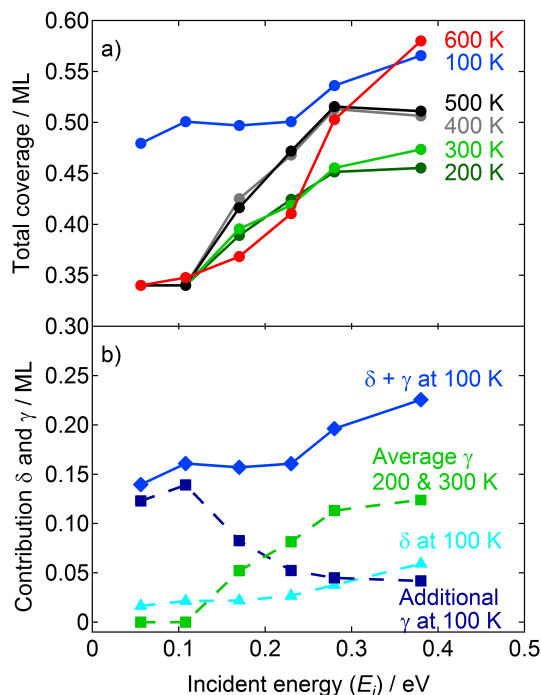 0.60
a)
600 K
100 K
0.55
500 K
0.50
400 K
0.45
300 K
200 K
0.40
0.35
0.30
Total coverage / ML
b)
0.25
δ + γ at 100 K
0.20
Average γ
200 & 300 K
0.15
0.10
δ at 100 K
0.05
Additional
γ at 100 K
0
Contribution δ and γ / ML
0 0.1 0.2 0.3 0.4 0.5
Incident energy (Ei) / eV